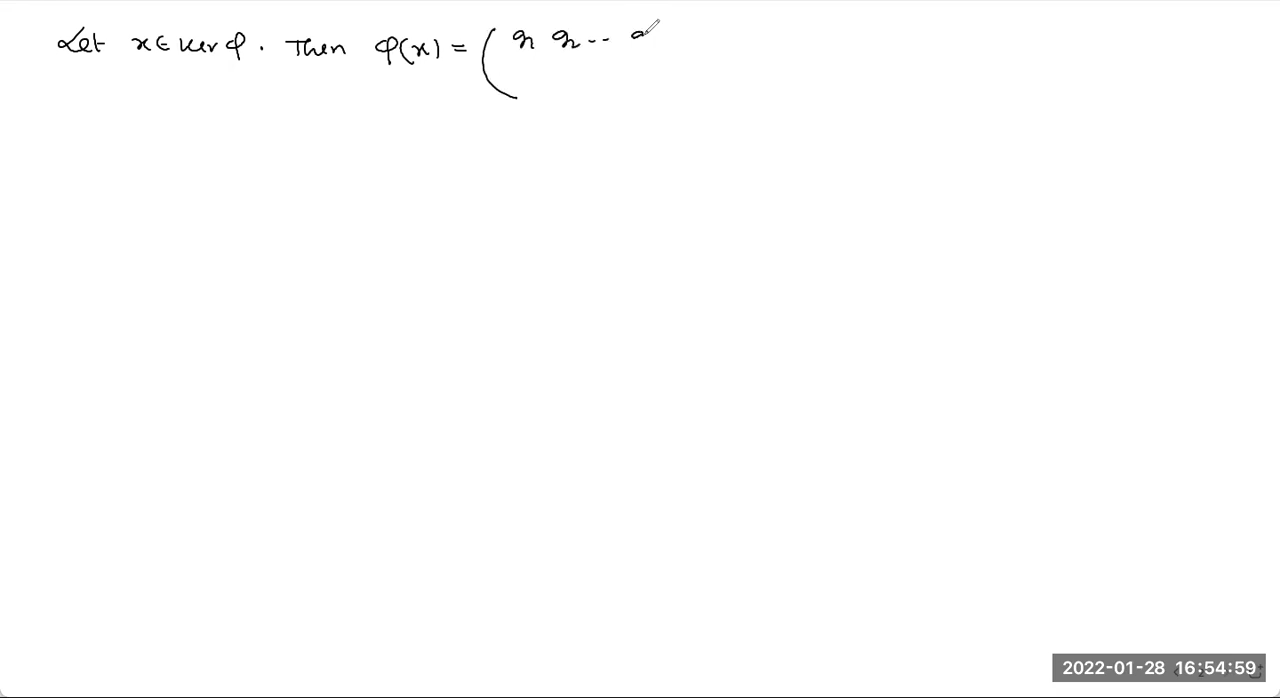 Let x ∈ Ker φ. Then φ(x) = (
2022-01-28 16:54:59